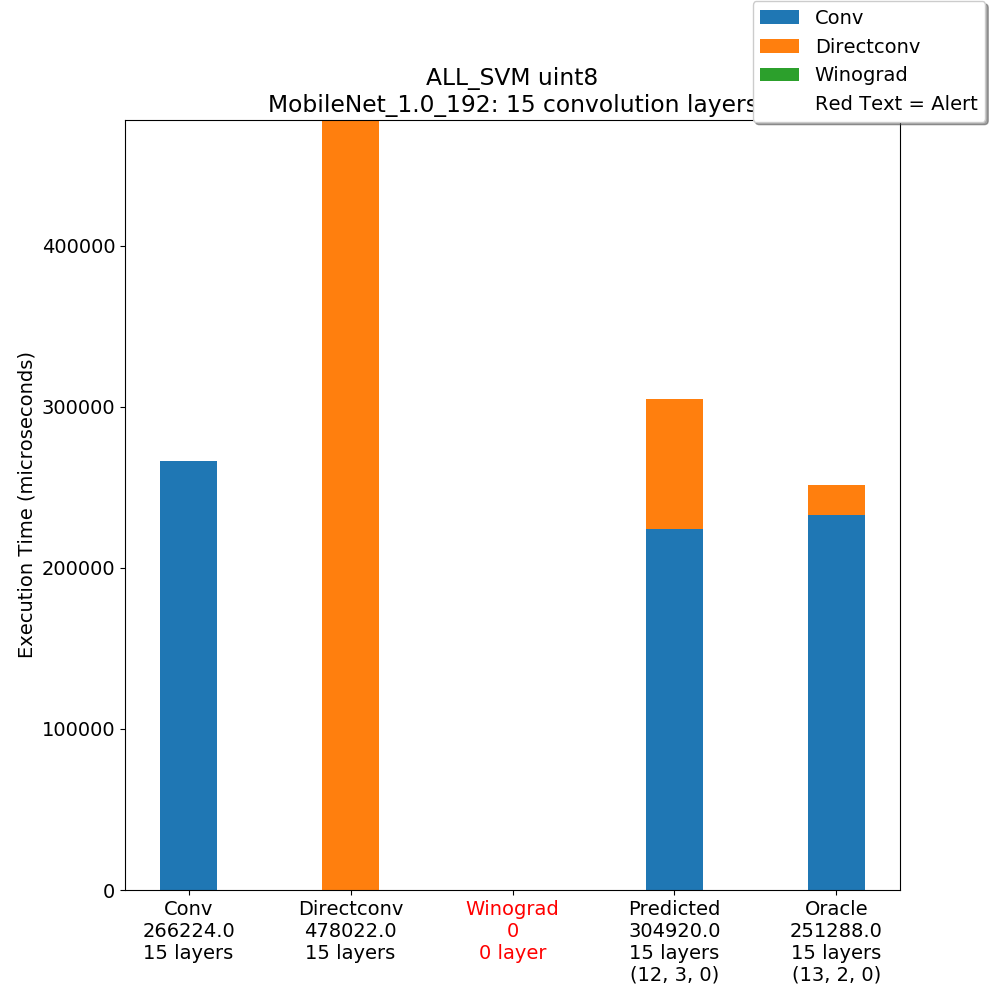 Conv
Directconv
Winograd
Red Text = Alert
ALL_SVM uint8
MobileNet_1.0_192: 15 convolution layers
Execution Time (microseconds)
400000
300000
200000
100000
0
Conv
266224.0
15 layers
Directconv
478022.0
15 layers
Winograd
0
0 layer
Predicted
304920.0
15 layers
(12, 3, 0)
Oracle
251288.0
15 layers
(13, 2, 0)